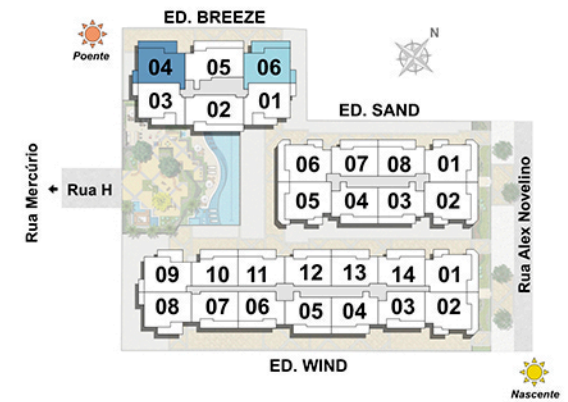 ED. BREEZE
N
Poente
04 05 06
03 02 01
ED. SAND
06 07 08 01
05 04 03 02
Rua Mercúrio
Rua H
Rua Alex Novelino
09 10 11 12 13 14 01
08 07 06 05 04 03 02
ED. WIND
Nascente